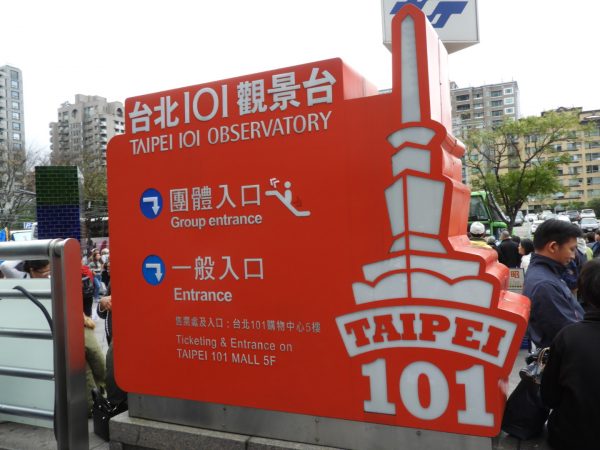 台北101觀景台
TAIPEI 101 OBSERVATORY
團體入口
Group entrance
一般入口
Entrance
售票處及入口：台北101購物中心5樓
Ticketing & Entrance on
TAIPEI 101 MALL 5F
TAIPEI
101